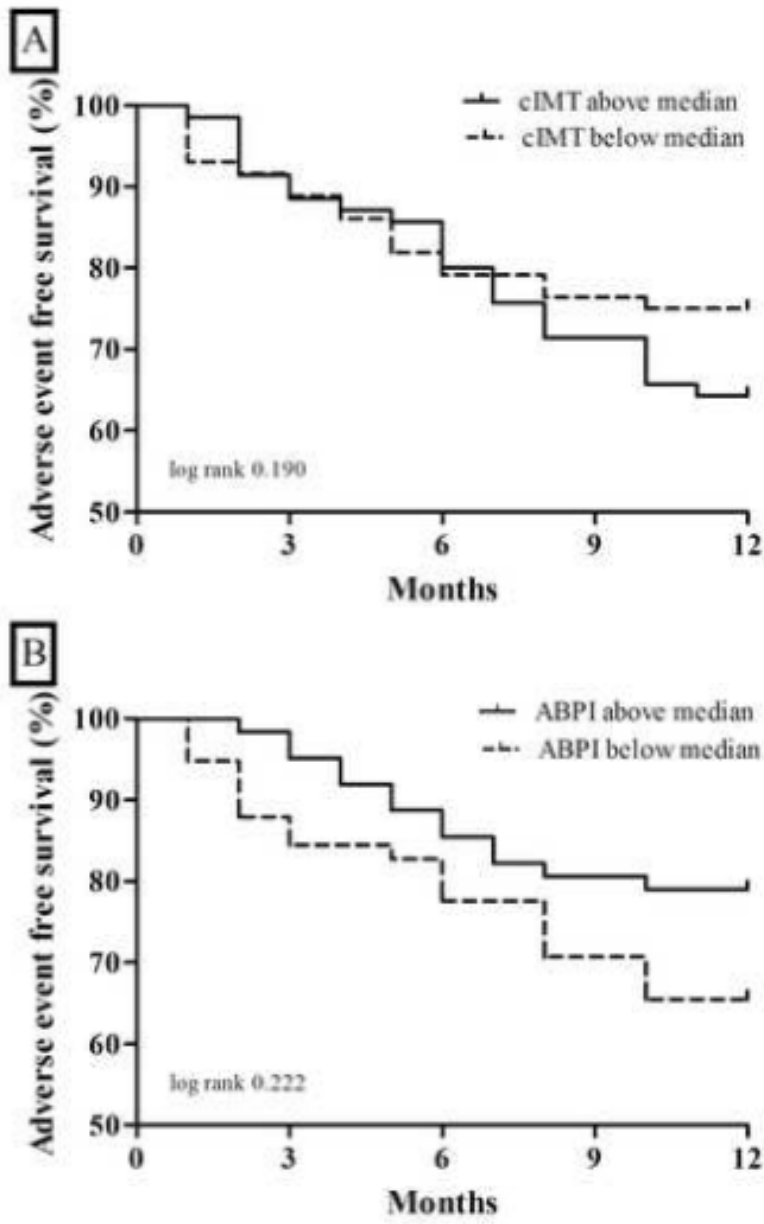 A
Adverse event free survival (%)
100
90
80
70
60
50
cIMT above median
cIMT below median
log rank 0.190
0 3 6 9 12
Months
B
Adverse event free survival (%)
100
90
80
70
60
50
ABPI above median
ABPI below median
log rank 0.222
0 3 6 9 12
Months